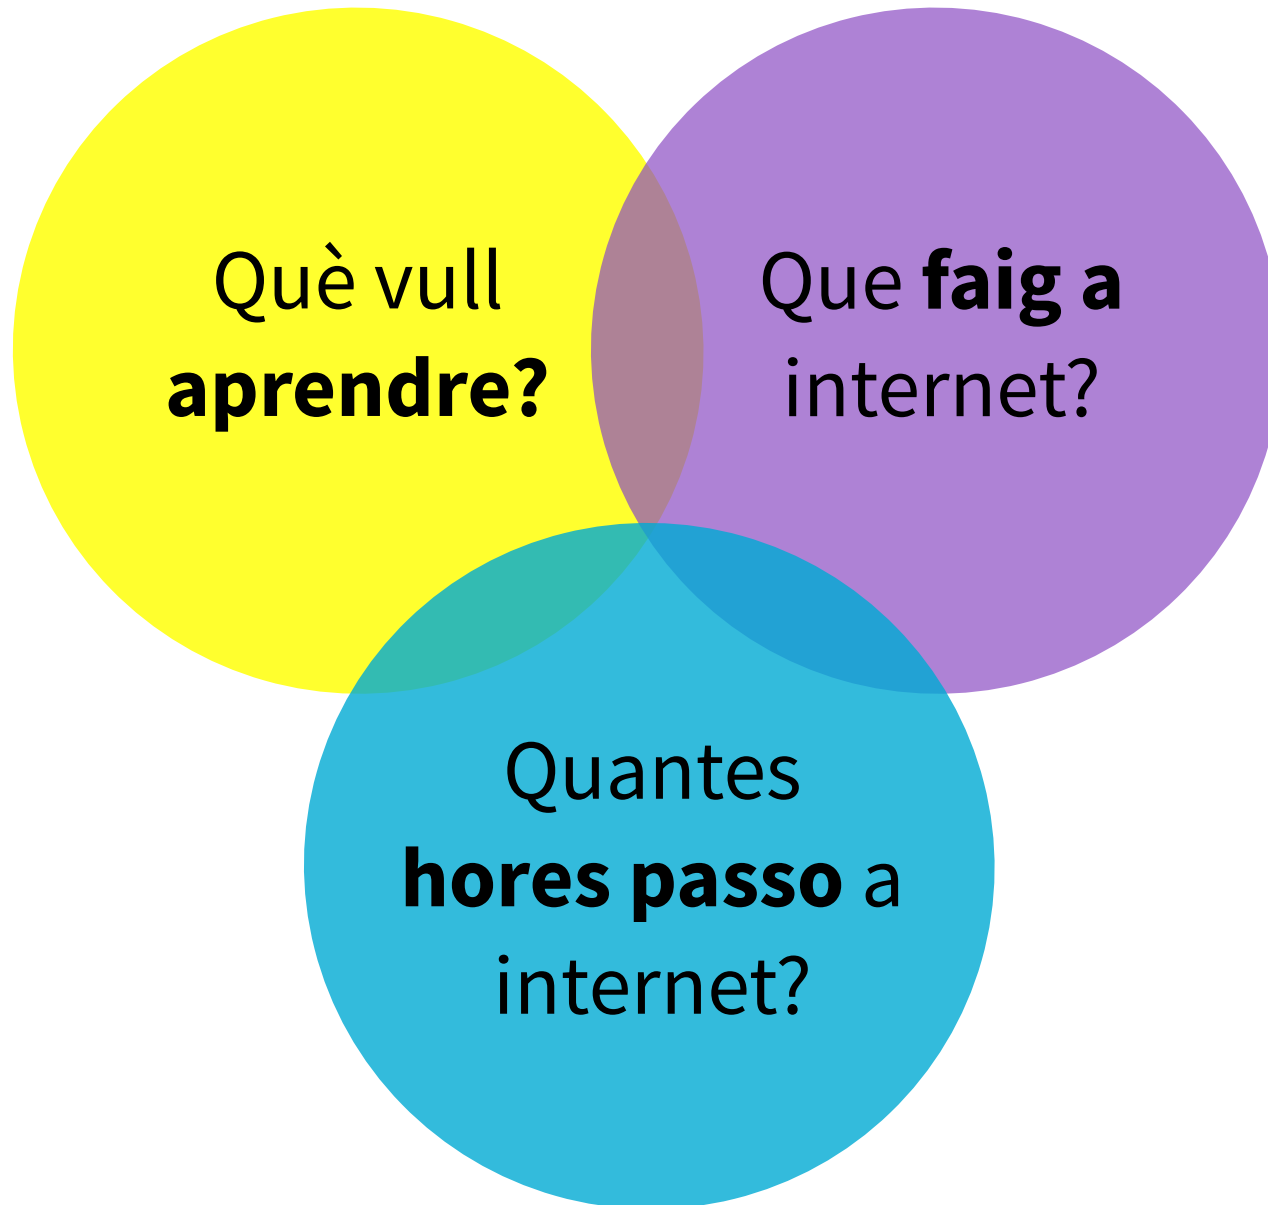 Què vull
aprendre?
Que faig a
internet?
Quantes
hores passo a
internet?